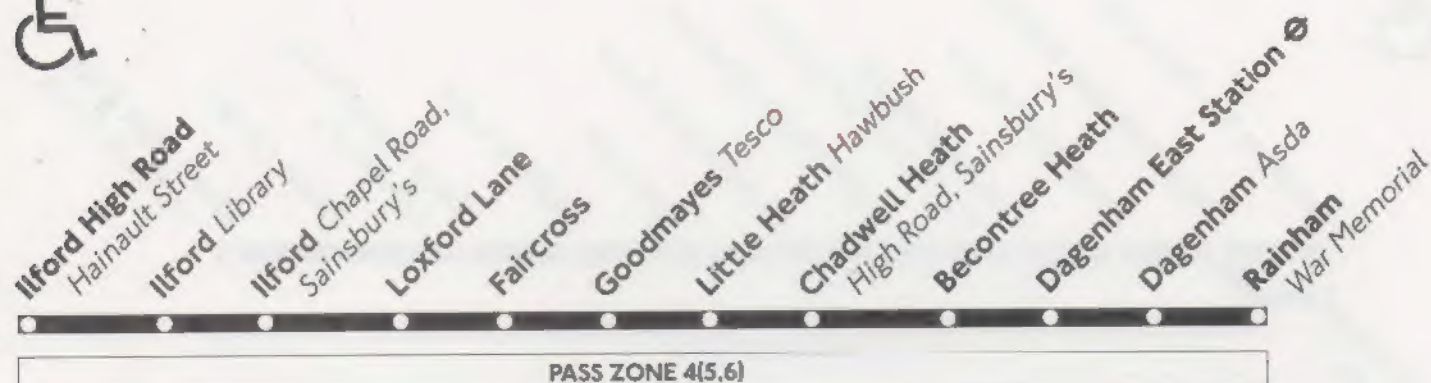 Ilford High Road
Hainault Street
Ilford Library
Ilford Chapel Road,
Sainsbury's
Loxford Lane
Faircross
Goodmayes Tesco
Little Heath Hawbush
Chadwell Heath
High Road, Sainsbury's
Becontree Heath
Dagenham East Station
Dagenham Asda
Rainham
War Memorial
PASS ZONE 4(5,6)